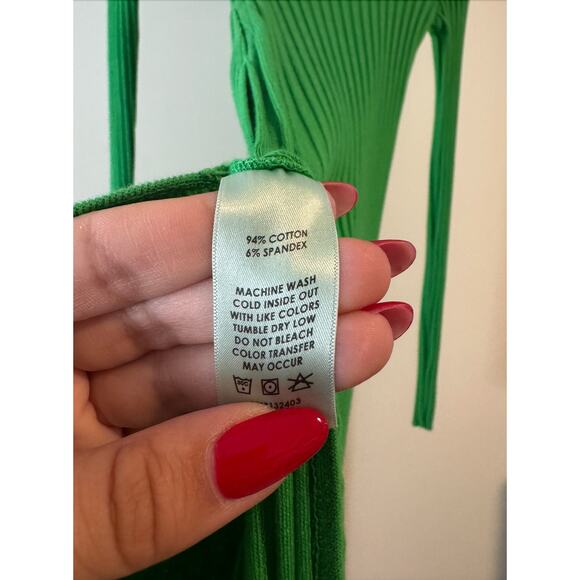 94% COTTON
6% SPANDEX
MACHINE WASH
COLD INSIDE OUT
WITH LIKE COLORS
TUMBLE DRY LOW
DO NOT BLEACH
COLOR TRANSFER
MAY OCCUR
30C